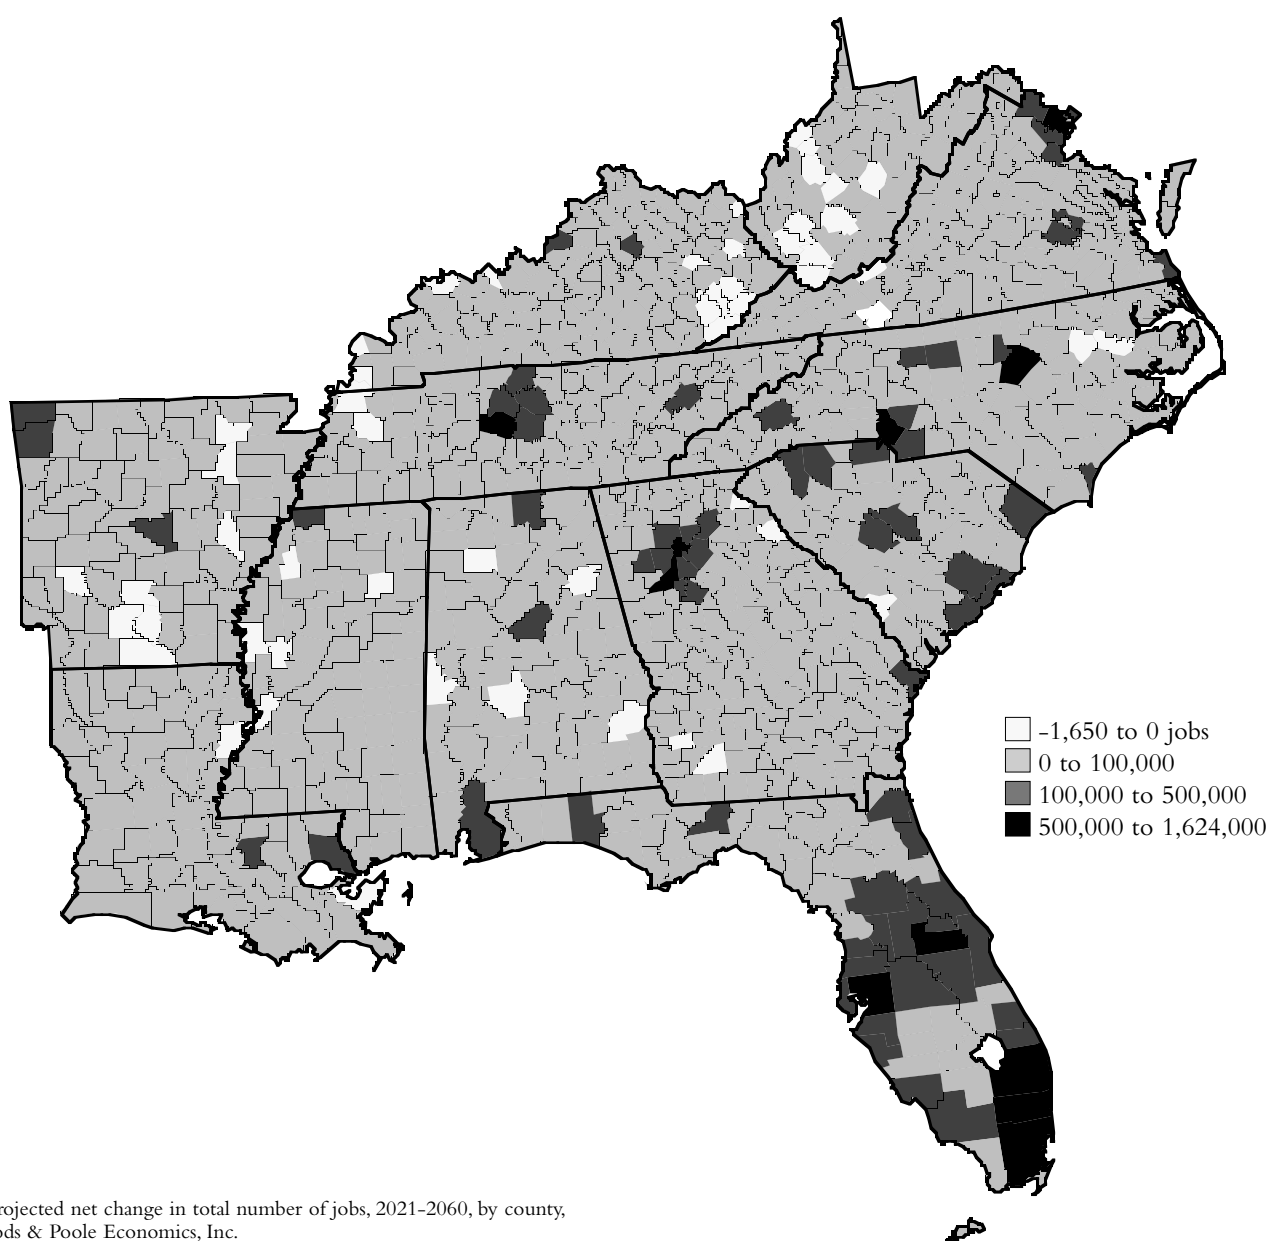 -1,650 to 0 jobs
0 to 100,000
100,000 to 500,000
500,000 to 1,624,000
rojected net change in total number of jobs, 2021-2060, by county,
ods & Poole Economics, Inc.